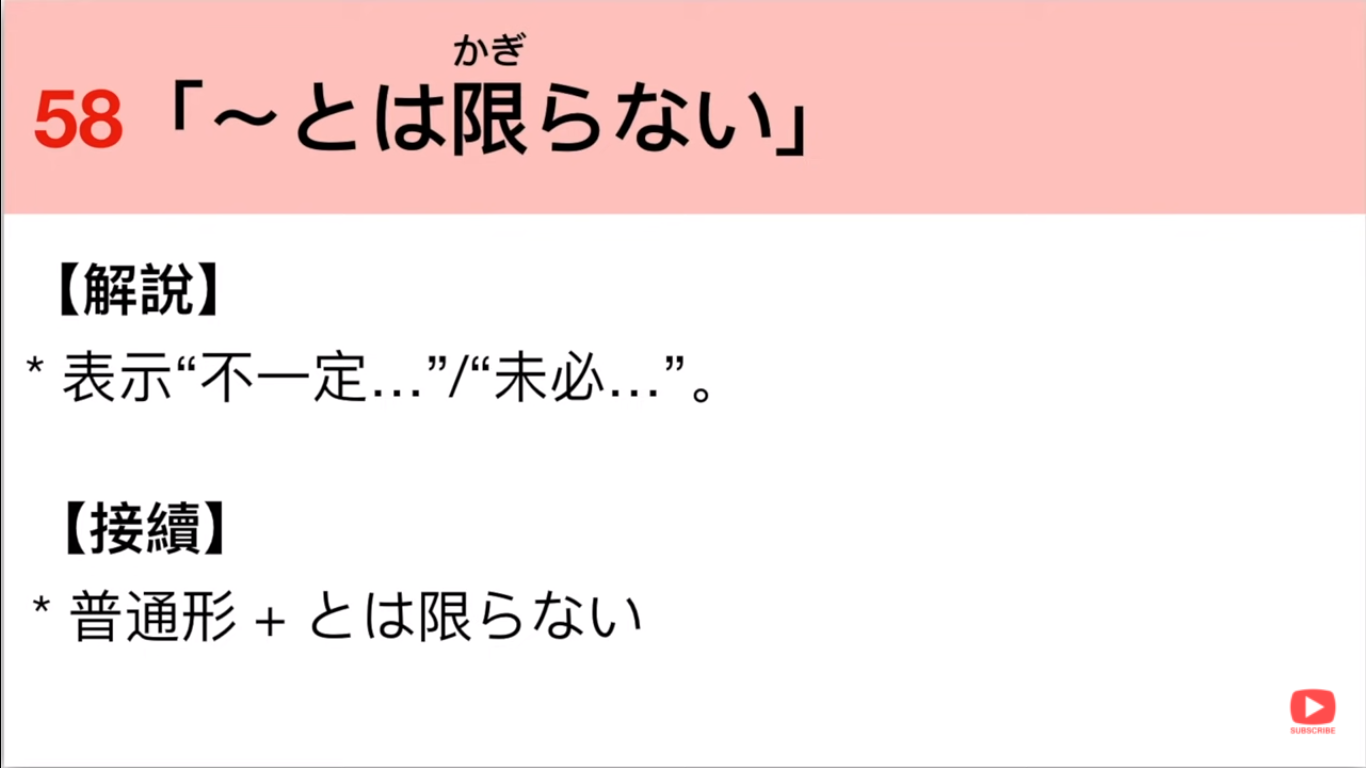 かぎ
58「～とは限らない」
【解說】
* 表示“不一定…”/“未必…”。
【接續】
* 普通形 + とは限らない
SUBSCRIBE